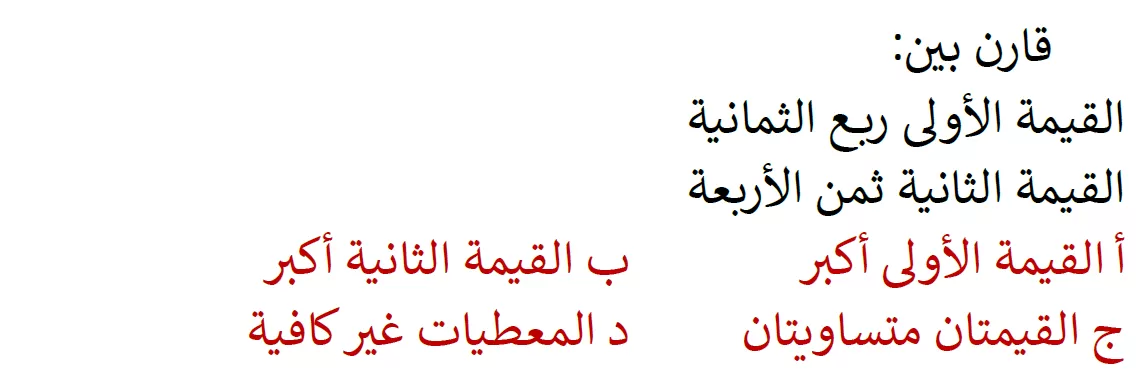 قارن بين:
القيمة الأولى ربع الثمانية
القيمة الثانية ثمن الأربعة
أ القيمة الأولى أكبر ب القيمة الثانية أكبر
ج القيمتان متساويتان د المعطيات غير كافية